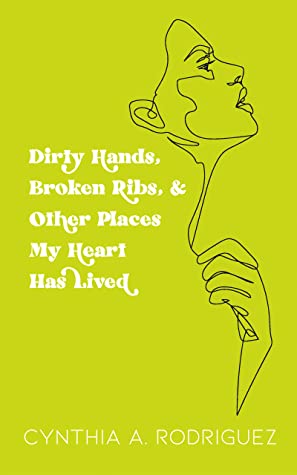 Dirty Hands,
Broken Ribs, &
Other Places
My Heart
Has Lived
CYNTHIA A. RODRIGUEZ